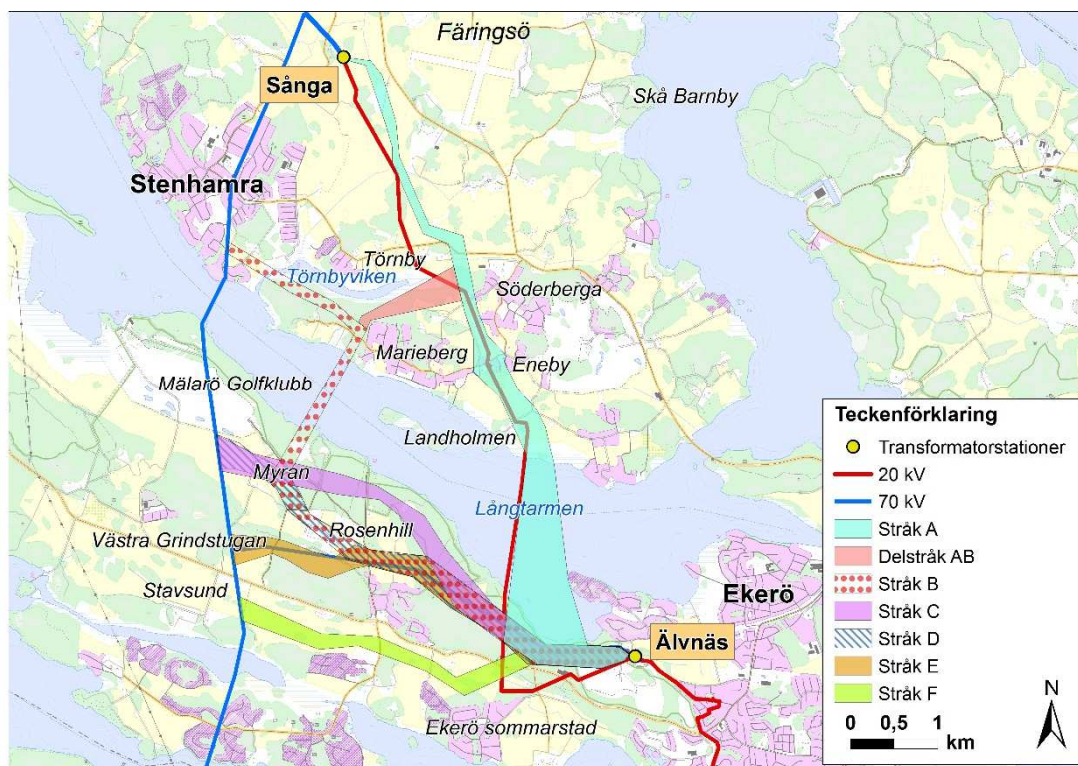 Färingsö
Sånga
Skå Barnby
Stenhamra
Törnby
Törnbyviken
Söderberga
Marieberg
Eneby
Mälarö Golfklubb
Landholmen
Myran
Långtarmen
Rosenhill
Västra Grindstugan
Stavsund
Ekerö
Älvnäs
Ekerö sommarstad
Teckenförklaring
Transformatorstationer
20 kV
70 kV
Stråk A
Delstråk AB
Stråk B
Stråk C
Stråk D
Stråk E
Stråk F
N
0 0,5 1
km